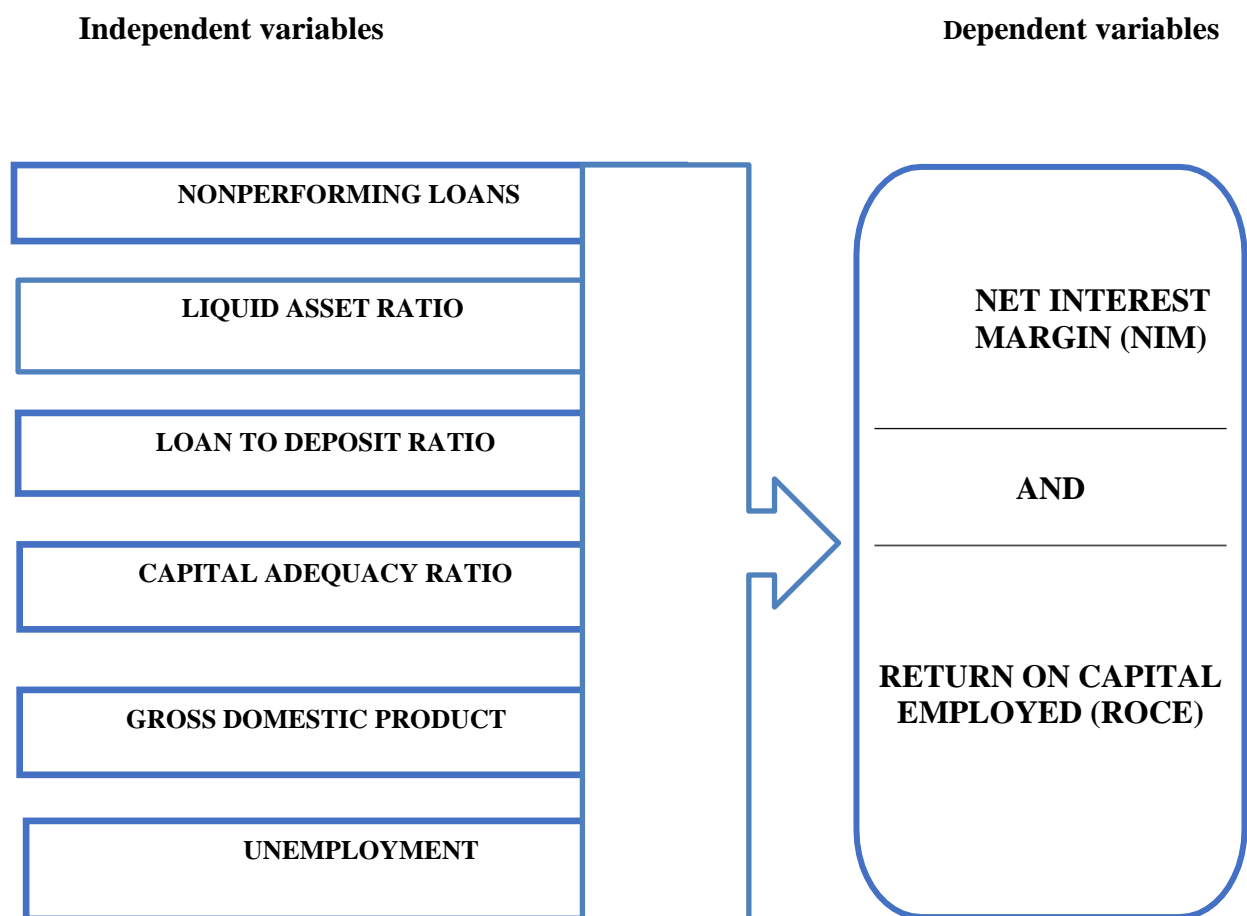 Independent variables
Dependent variables
NONPERFORMING LOANS
LIQUID ASSET RATIO
LOAN TO DEPOSIT RATIO
CAPITAL ADEQUACY RATIO
GROSS DOMESTIC PRODUCT
UNEMPLOYMENT
NET INTEREST
MARGIN (NIM)
AND
RETURN ON CAPITAL
EMPLOYED (ROCE)